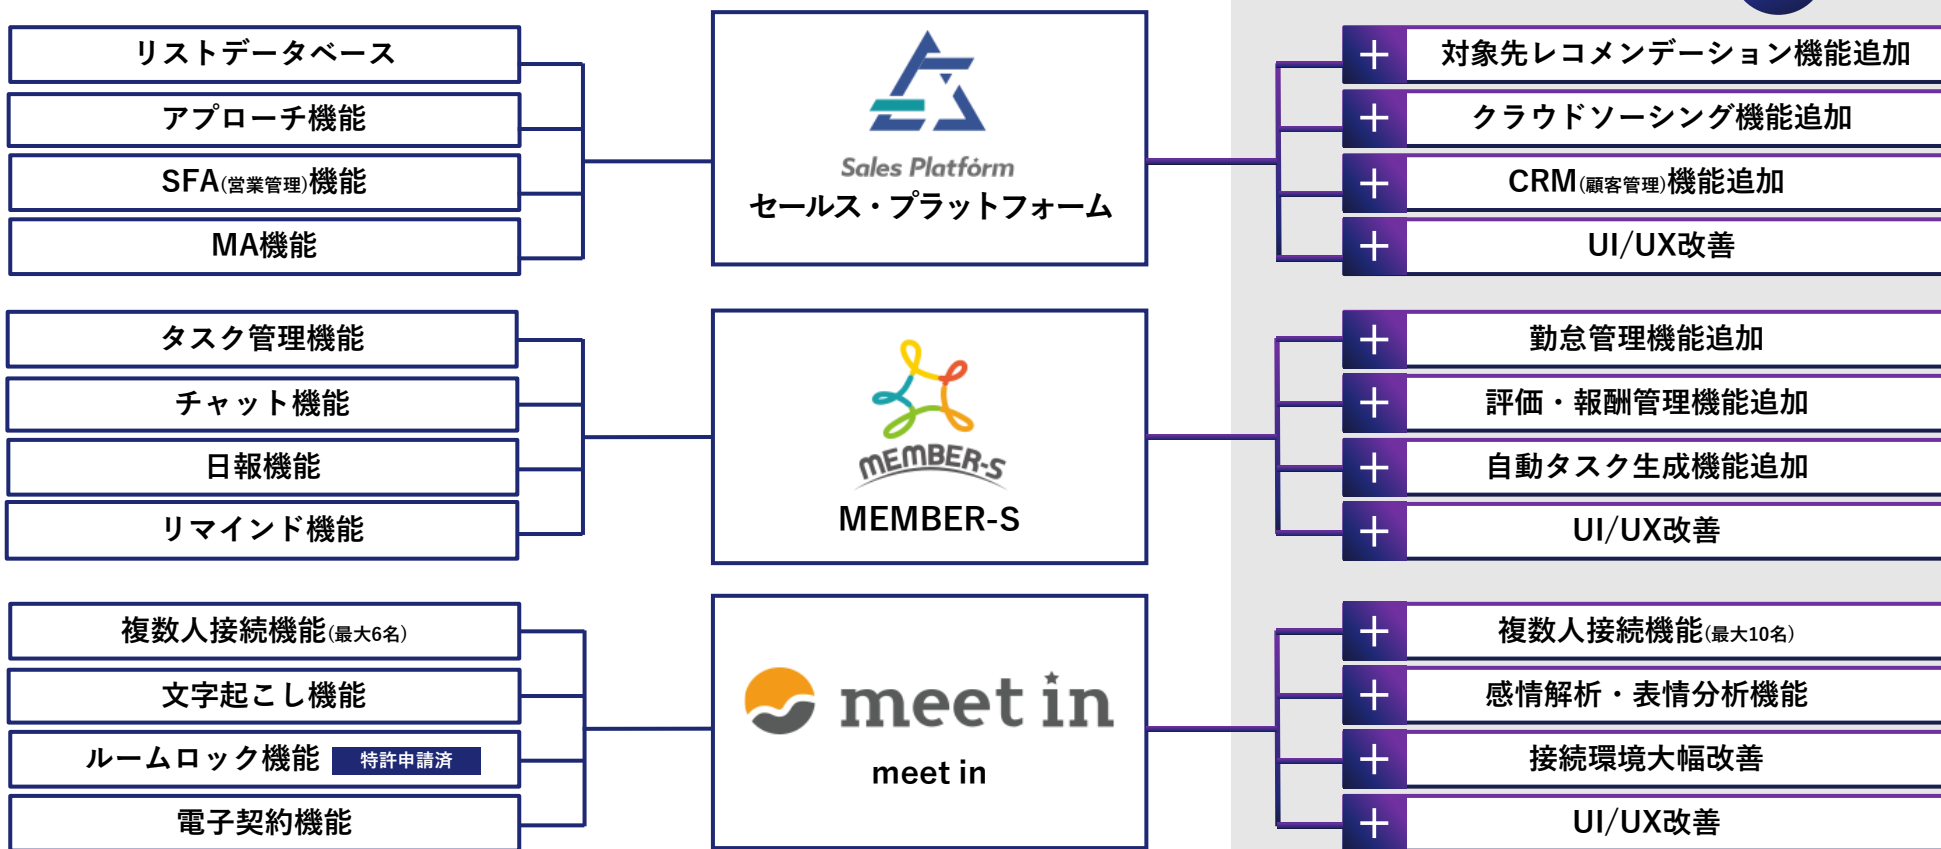 リストデータベース
アプローチ機能
SFA(営業管理)機能
MA機能
Sales Platform
セールス・プラットフォーム
対象先レコメンデーション機能追加
クラウドソーシング機能追加
CRM(顧客管理)機能追加
UI/UX改善
タスク管理機能
チャット機能
日報機能
リマインド機能
MEMBER-S
MEMBER-S
勤怠管理機能追加
評価・報酬管理機能追加
自動タスク生成機能追加
UI/UX改善
複数人接続機能(最大6名)
文字起こし機能
ルームロック機能 特許申請済
電子契約機能
meet in
meet in
複数人接続機能(最大10名)
感情解析・表情分析機能
接続環境大幅改善
UI/UX改善